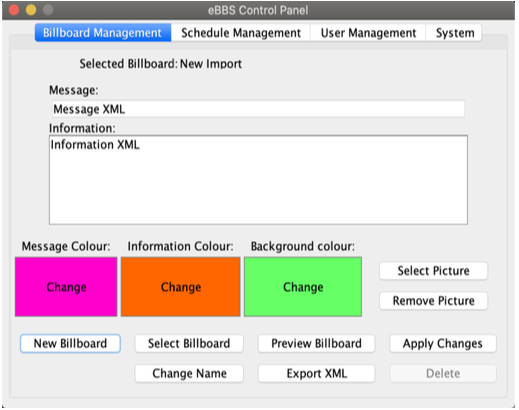 eBBS Control Panel
Billboard Management Schedule Management User Management System
Selected Billboard: New Import
Message:
Message XML
Information:
Information XML
Message Colour: Information Colour: Background colour:
Change Change Change
Select Picture
Remove Picture
New Billboard Select Billboard Preview Billboard Apply Changes
Change Name Export XML Delete